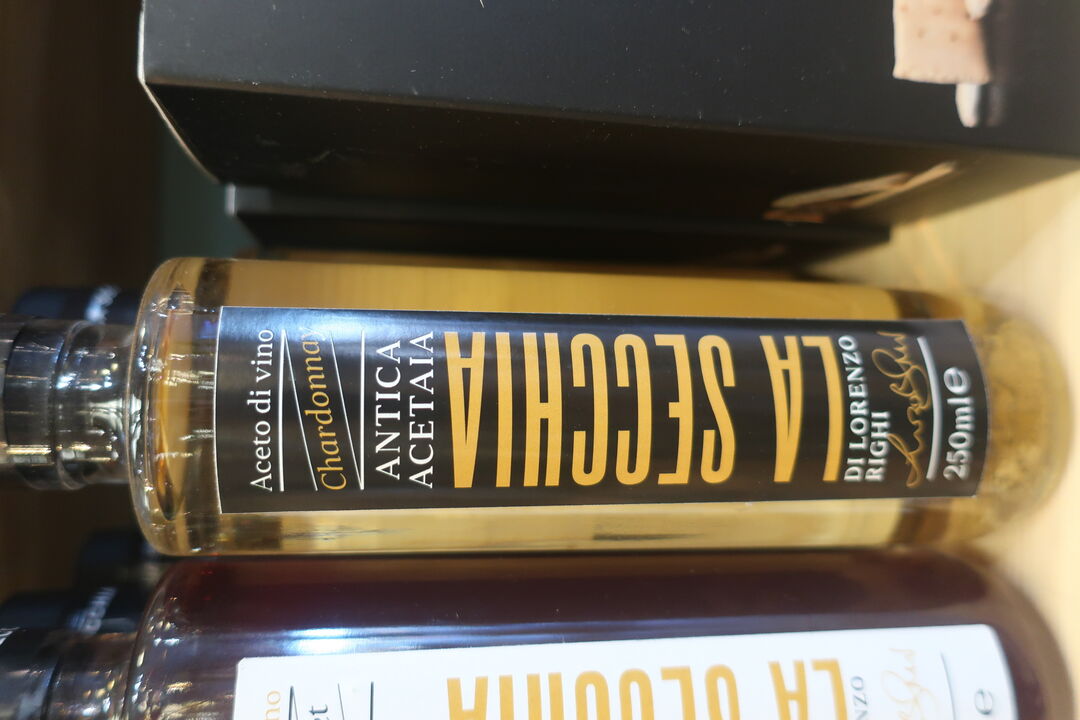 Aceto di vino
Chardonnay
ANTICA
ACETAIA
LA SECCHIA
DI LORENZO
RIGHI
250ml e
LA SECCHIA